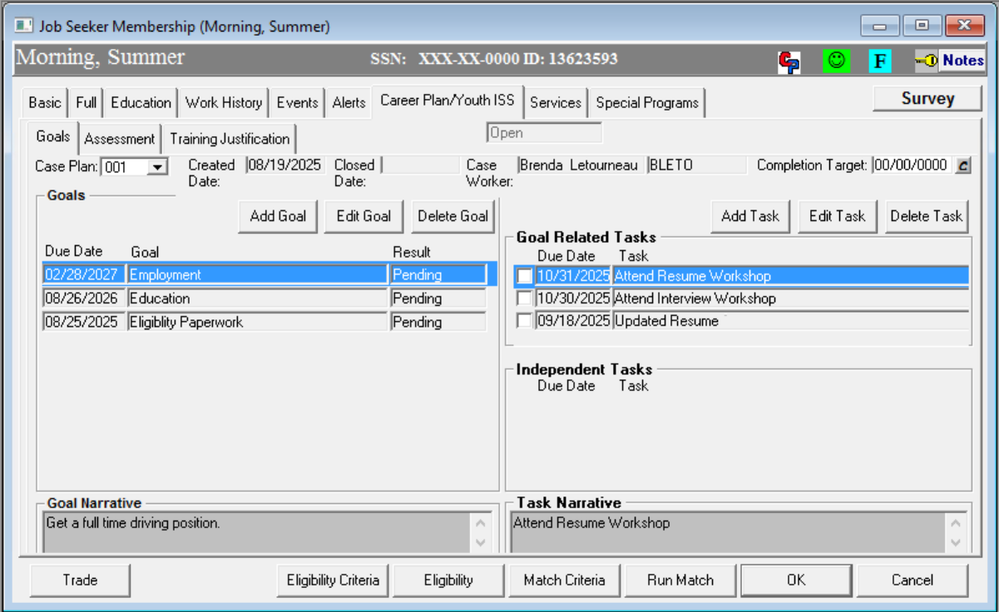 Job Seeker Membership (Morning, Summer)
Morning, Summer SSN: XXX-XX-0000 ID: 13623593 CP F Notes
Basic Full Education Work History Events Alerts Career Plan/Youth ISS Services Special Programs Survey
Goals Assessment Training Justification Open
Case Plan: 001 Created Date: 08/19/2025 Closed Date: Case Worker: Brenda Letourneau BLETO Completion Target: 00/00/0000 C
Goals
Add Goal Edit Goal Delete Goal
Due Date Goal Result
02/28/2027 Employment Pending
08/26/2026 Education Pending
08/25/2025 Eligiblity Paperwork Pending
Add Task Edit Task Delete Task
Goal Related Tasks
Due Date Task
10/31/2025 Attend Resume Workshop
10/30/2025 Attend Interview Workshop
09/18/2025 Updated Resume
Independent Tasks
Due Date Task
Goal Narrative
Get a full time driving position.
Task Narrative
Attend Resume Workshop
Trade Eligibility Criteria Eligibility Match Criteria Run Match OK Cancel